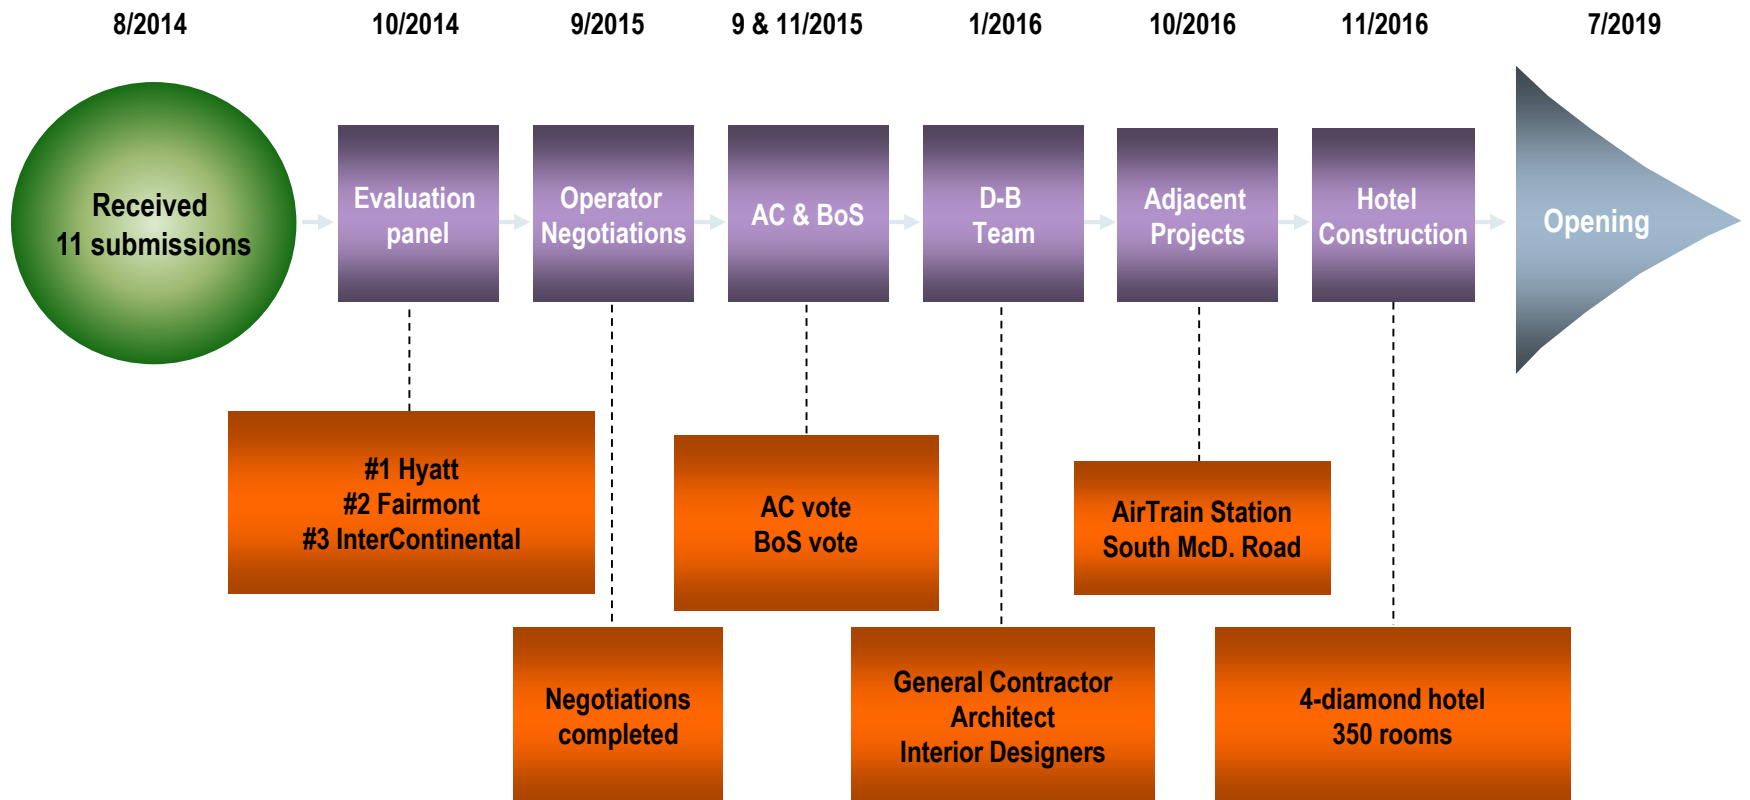 8/2014
10/2014
9/2015
9 & 11/2015
1/2016
10/2016
11/2016
7/2019
Received
11 submissions
Evaluation
panel
Operator
Negotiations
AC & BoS
D-B
Team
Adjacent
Projects
Hotel
Construction
Opening
#1 Hyatt
#2 Fairmont
#3 InterContinental
AC vote
BoS vote
AirTrain Station
South McD. Road
Negotiations
completed
General Contractor
Architect
Interior Designers
4-diamond hotel
350 rooms